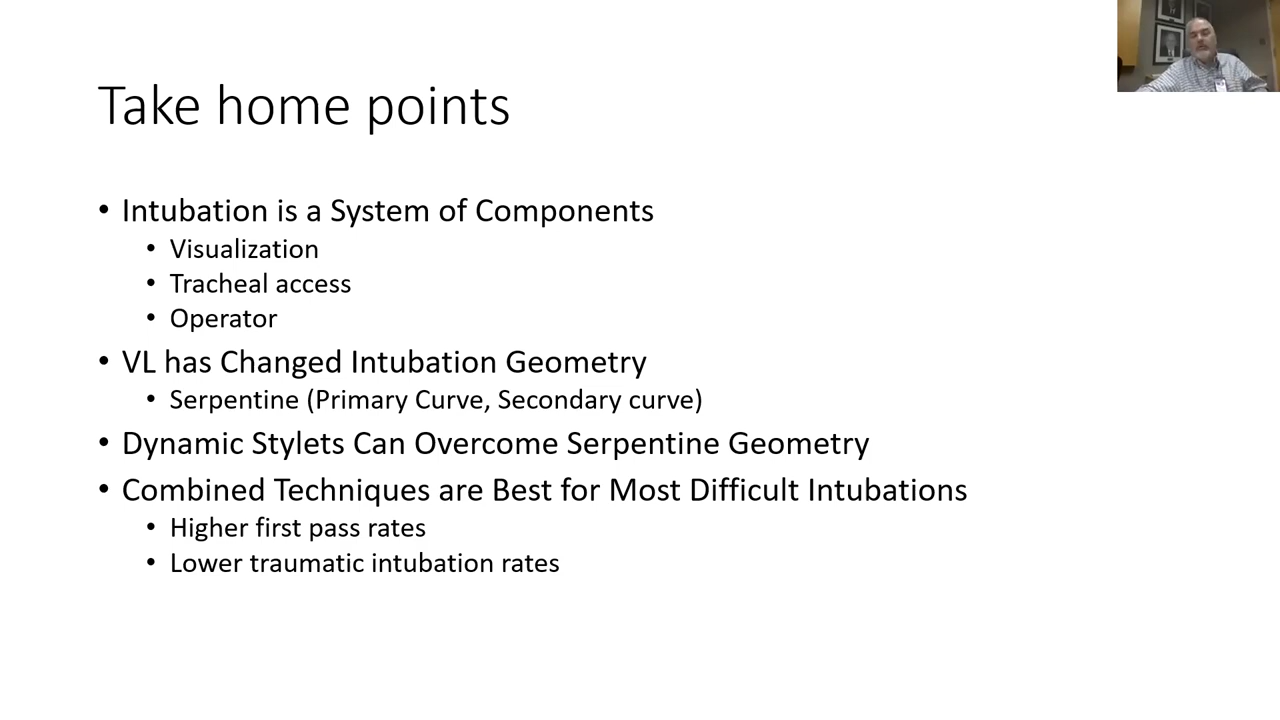 Take home points
• Intubation is a System of Components
• Visualization
• Tracheal access
• Operator
• VL has Changed Intubation Geometry
• Serpentine (Primary Curve, Secondary curve)
• Dynamic Stylets Can Overcome Serpentine Geometry
• Combined Techniques are Best for Most Difficult Intubations
• Higher first pass rates
• Lower traumatic intubation rates